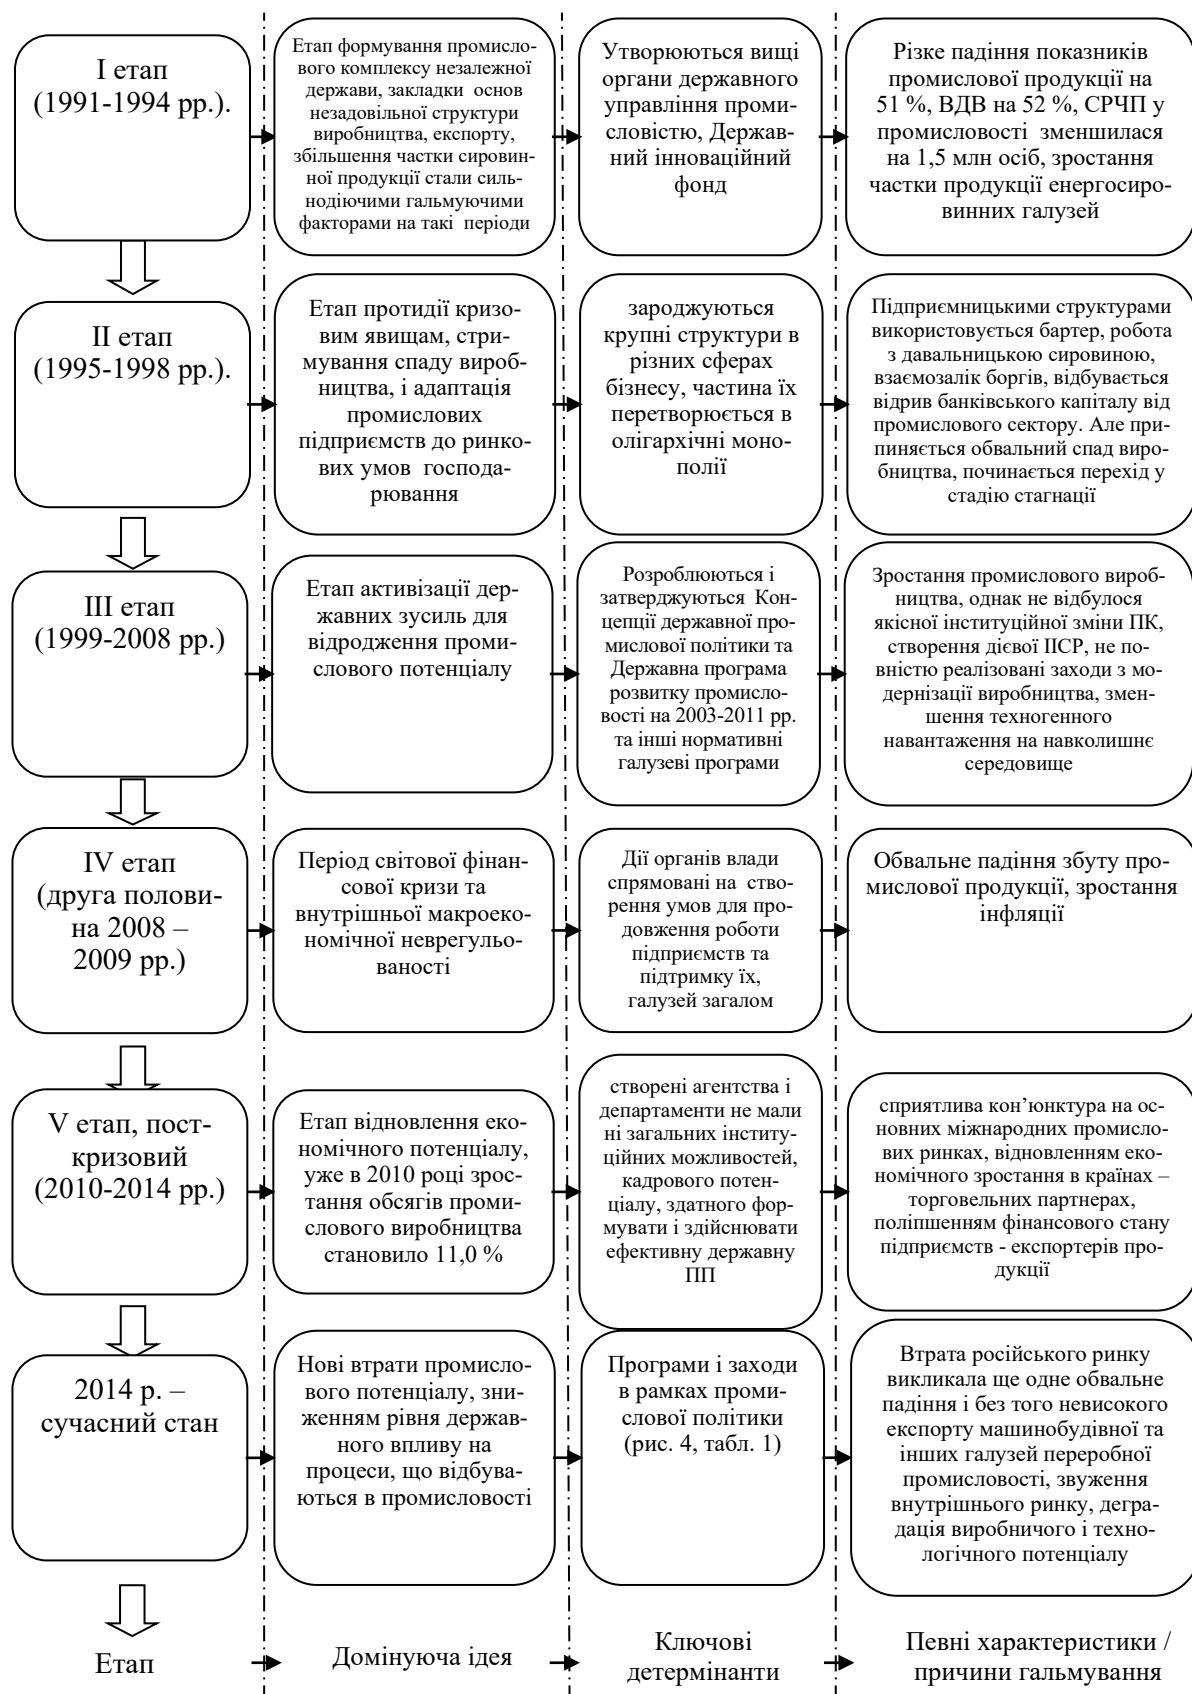 І етап
(1991-1994 рр.).
Етап формування промисло-
вого комплексу незалежної
держави, закладки основ
незадовільної структури
виробництва, експорту,
збільшення частки сировин-
ної продукції стали силь-
нодіючими гальмуючими
факторами на такі періоди
Утворюються вищі
органи державного
управління проми-
словістю, Держав-
ний інноваційний
фонд
Різке падіння показників
промислової продукції на
51 %, ВДВ на 52 %, СРЧП у
промисловості зменшилася
на 1,5 млн осіб, зростання
частки продукції енергосиро-
винних галузей
ІІ етап
(1995-1998 рр.).
Етап протидії кризо-
вим явищам, стри-
мування спаду вироб-
ництва, і адаптація
промислових
підприємств до ринко-
вих умов господа-
рювання
зароджуються
крупні структури в
різних сферах
бізнесу, частина їх
перетворюється в
олігархічні моно-
полії
Підприємницькими структурами
використовується бартер, робота
з давальницькою сировиною,
взаємозалік боргів, відбувається
відрив банківського капіталу від
промислового сектору. Але при-
пиняється обвальний спад виро-
бництва, починається перехід у
стадію стагнації
ІІІ етап
(1999-2008 рр.)
Етап активізації дер-
жавних зусиль для
відродження проми-
слового потенціалу
Розроблюються і
затверджуються Кон-
цепції державної про-
мислової політики та
Державна програма
розвитку промисло-
вості на 2003-2011 рр.
та інші нормативні
галузеві програми
Зростання промислового вироб-
ництва, однак не відбулося
якісної інституційної зміни ПК,
створення дієвої ІІСР, не по-
вністю реалізовані заходи з мо-
дернізації виробництва, змен-
шення техногенного
навантаження на навколишнє
середовище
IV етап
(друга полови-
на 2008 –
2009 рр.)
Період світової фінан-
сової кризи та
внутрішньої макроеко-
номічної неврегульо-
ваності
Дії органів влади
спрямовані на ство-
рення умов для про-
довження роботи
підприємств та
підтримку їх,
галузей загалом
Обвальне падіння збуту про-
мислової продукції, зростання
інфляції
V етап, пост-
кризовий
(2010-2014 рр.)
Етап відновлення еко-
номічного потенціалу,
уже в 2010 році зрос-
тання обсягів проми-
слового виробництва
становило 11,0 %
створені агентства і
департаменти не мали
ні загальних інститу-
ційних можливостей,
кадрового потен-
ціалу, здатного фор-
мувати і здійснювати
ефективну державну
ПП
сприятлива кон’юнктура на ос-
новних міжнародних промисло-
вих ринках, відновленням еко-
номічного зростання в країнах –
торговельних партнерах,
поліпшенням фінансового стану
підприємств - експортерів про-
дукції
2014 р. –
сучасний стан
Нові втрати промисло-
вого потенціалу, зни-
женням рівня держав-
ного впливу на
процеси, що відбува-
ються в промисловості
Програми і заходи
в рамках проми-
слової політики
(рис. 4, табл. 1)
Втрата російського ринку
викликала ще одне обвальне
падіння і без того невисокого
експорту машинобудівної та
інших галузей переробної
промисловості, звуження
внутрішнього ринку, дегра-
дація виробничого і техно-
логічного потенціалу
Етап
Домінуюча ідея
Ключові
детермінанти
Певні характеристики /
причини гальмування